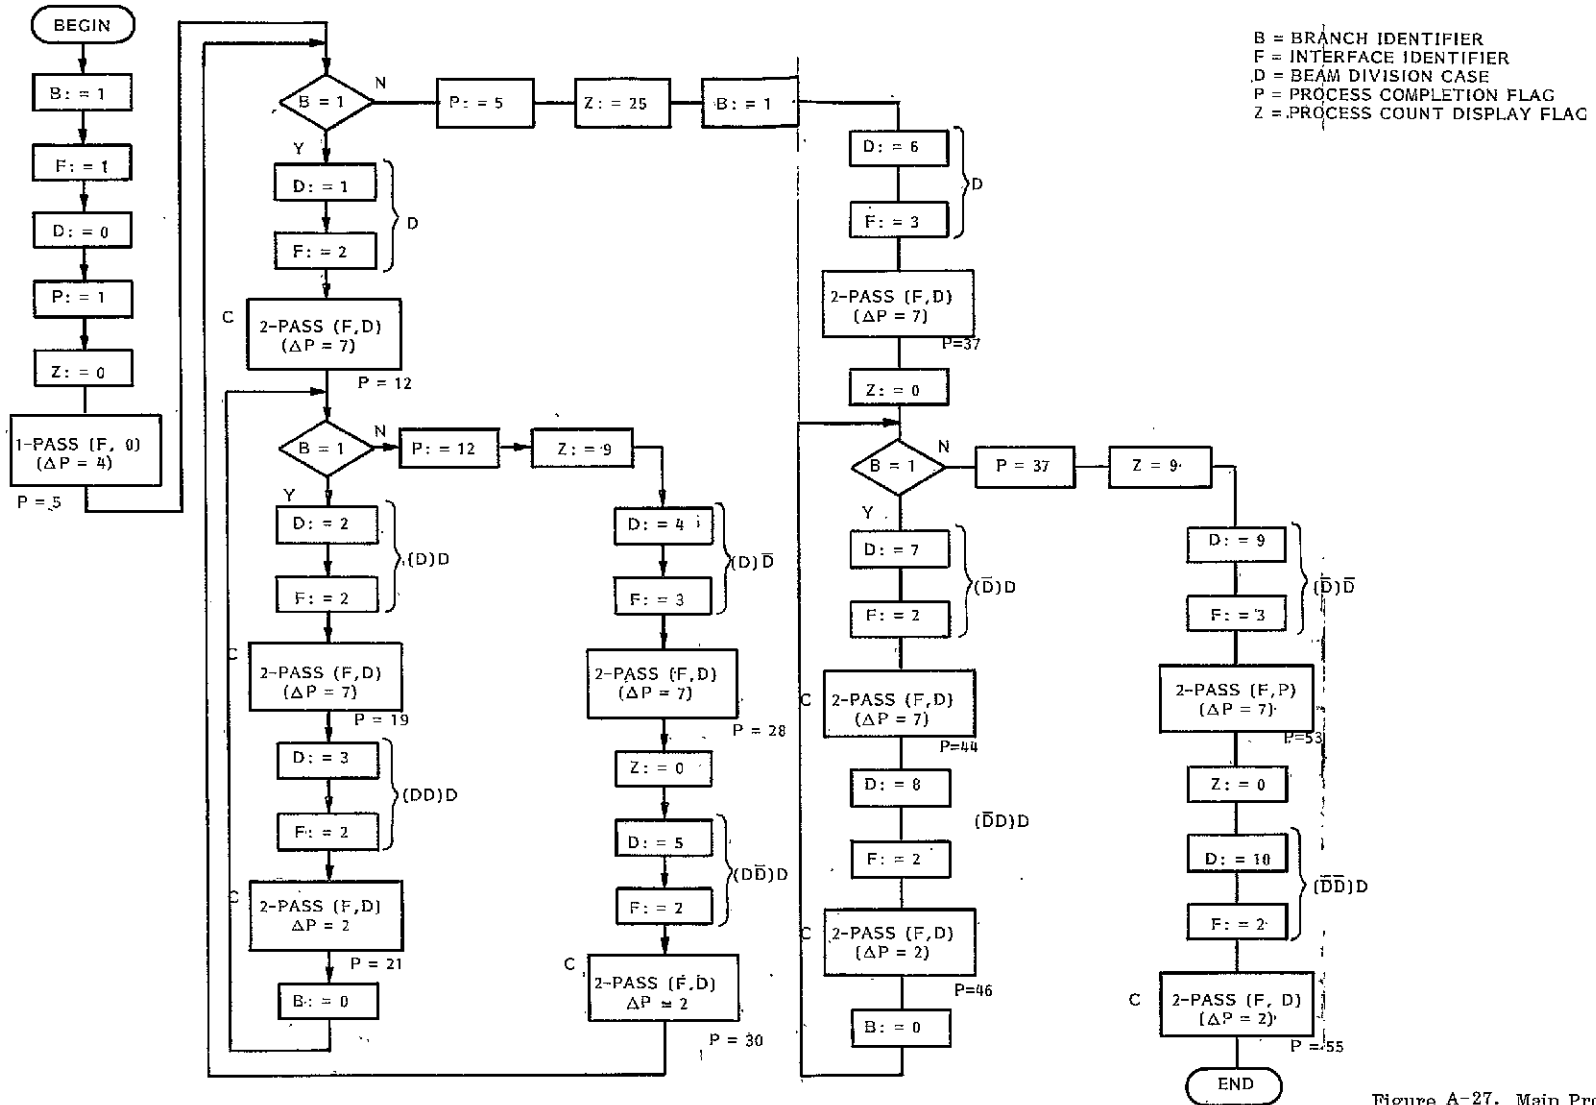 BEGIN
B: = 1
F: = 1
D: = 0
P: = 1
Z: = 0
1-PASS (F, 0)
(ΔP = 4)
P = 5
B = 1
N
P: = 5
Z: = 25
B: = 1
Y
D: = 1
F: = 2
D
C
2-PASS (F,D)
(ΔP = 7)
P = 12
B = 1
N
P: = 12
Z: = 9
Y
D: = 2
F: = 2
(D)D
C
2-PASS (F,D)
(ΔP = 7)
P = 19
D: = 3
F: = 2
(DD)D
C
2-PASS (F,D)
ΔP = 2
P = 21
B: = 0
D: = 4
F: = 3
(D)D̅
2-PASS (F,D)
(ΔP = 7)
P = 28
Z: = 0
D: = 5
F: = 2
(DD̅)D
C
2-PASS (F,D)
ΔP = 2
P = 30
D: = 6
F: = 3
D
2-PASS (F,D)
(ΔP = 7)
P=37
Z: = 0
B = 1
N
P = 37
Z = 9
Y
D: = 7
F: = 2
(D̅)D
C
2-PASS (F,D)
(ΔP = 7)
P=44
D: = 8
F: = 2
(D̅D)D
C
2-PASS (F,D)
(ΔP = 2)
P=46
B: = 0
D: = 9
F: = 3
(D̅)D̅
2-PASS (F,P)
(ΔP = 7)
P=53
Z: = 0
D: = 10
F: = 2
(D̅D̅)D
C
2-PASS (F, D)
(ΔP = 2)
P = 55
END
B = BRANCH IDENTIFIER
F = INTERFACE IDENTIFIER
D = BEAM DIVISION CASE
P = PROCESS COMPLETION FLAG
Z = PROCESS COUNT DISPLAY FLAG
Figure A-27. Main Pro